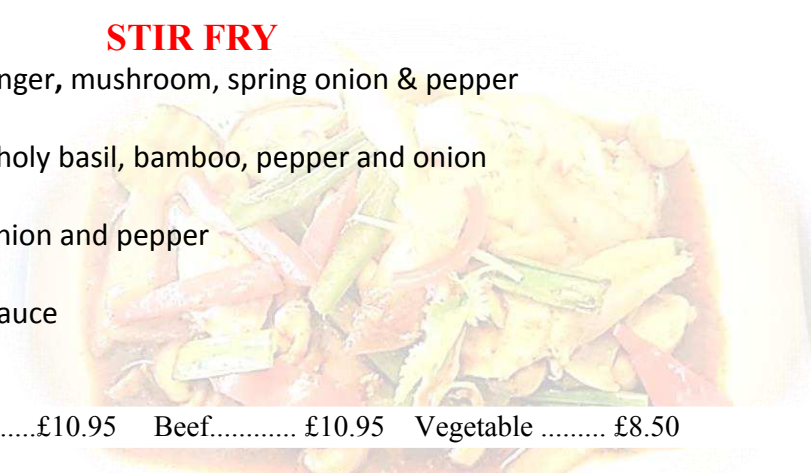 STIR FRY
nger, mushroom, spring onion & pepper
holy basil, bamboo, pepper and onion
nion and pepper
auce
.....£10.95 Beef............ £10.95 Vegetable ......... £8.50